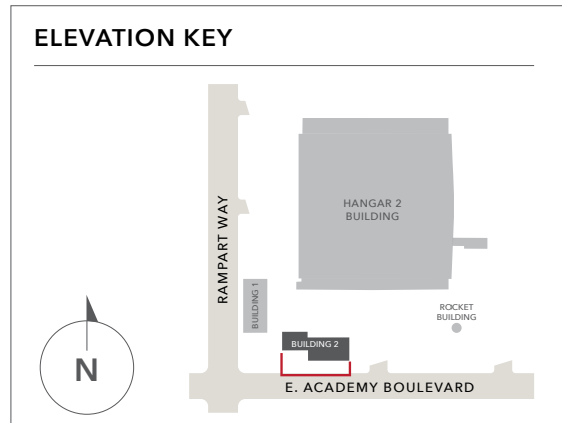 ELEVATION KEY
RAMPART WAY
HANGAR 2
BUILDING
BUILDING 1
ROCKET
BUILDING
BUILDING 2
N
E. ACADEMY BOULEVARD